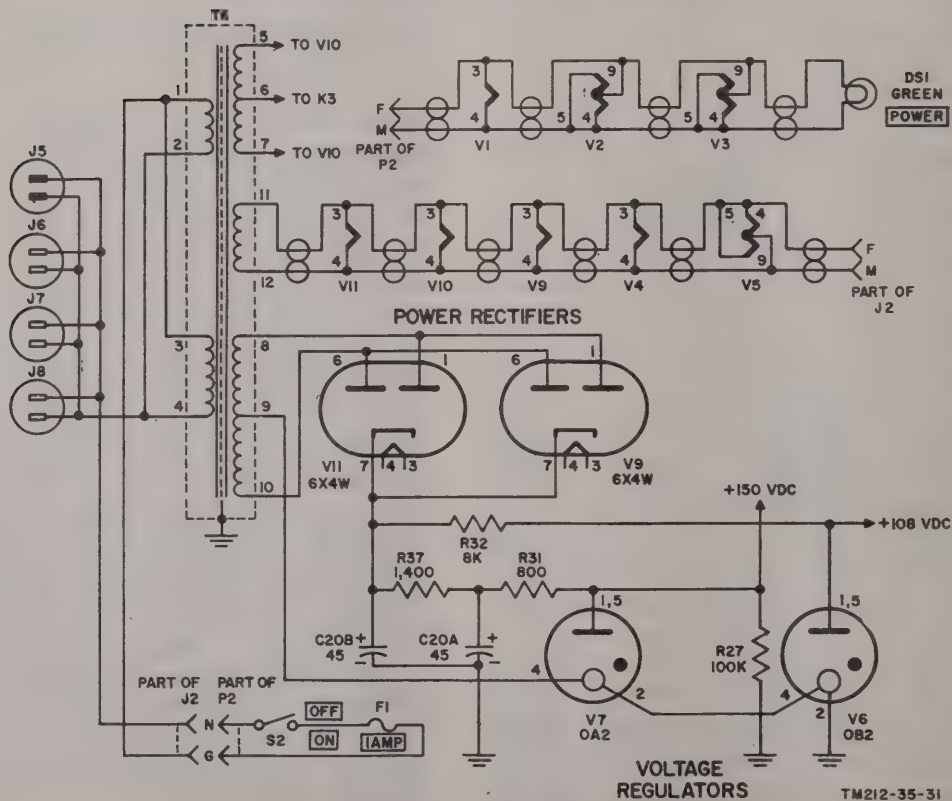 T1
5 TO V10
6 TO K3
7 TO V10
1
2
J5
J6
J7
J8
3
4
F
M
PART OF
P2
3
4
V1
9
5 4
V2
9
5 4
V3
DSI
GREEN
POWER
11
12
3
4
V11
3
4
V10
3
4
V9
3
4
V4
5 4
9
V5
F
M
PART OF
J2
POWER RECTIFIERS
8
9
10
6 1
7 4 3
V11
6X4W
6 1
7 4 3
V9
6X4W
+150 VDC
+108 VDC
R32
8K
R37
1,400
R31
800
C20B +
45 -
C20A +
45 -
1,5
4 2
V7
OA2
R27
100K
1,5
4
2
V6
OB2
PART OF
J2
PART OF
P2
N
G
S2
OFF
ON
F1
1AMP
VOLTAGE
REGULATORS
TM212-35-31